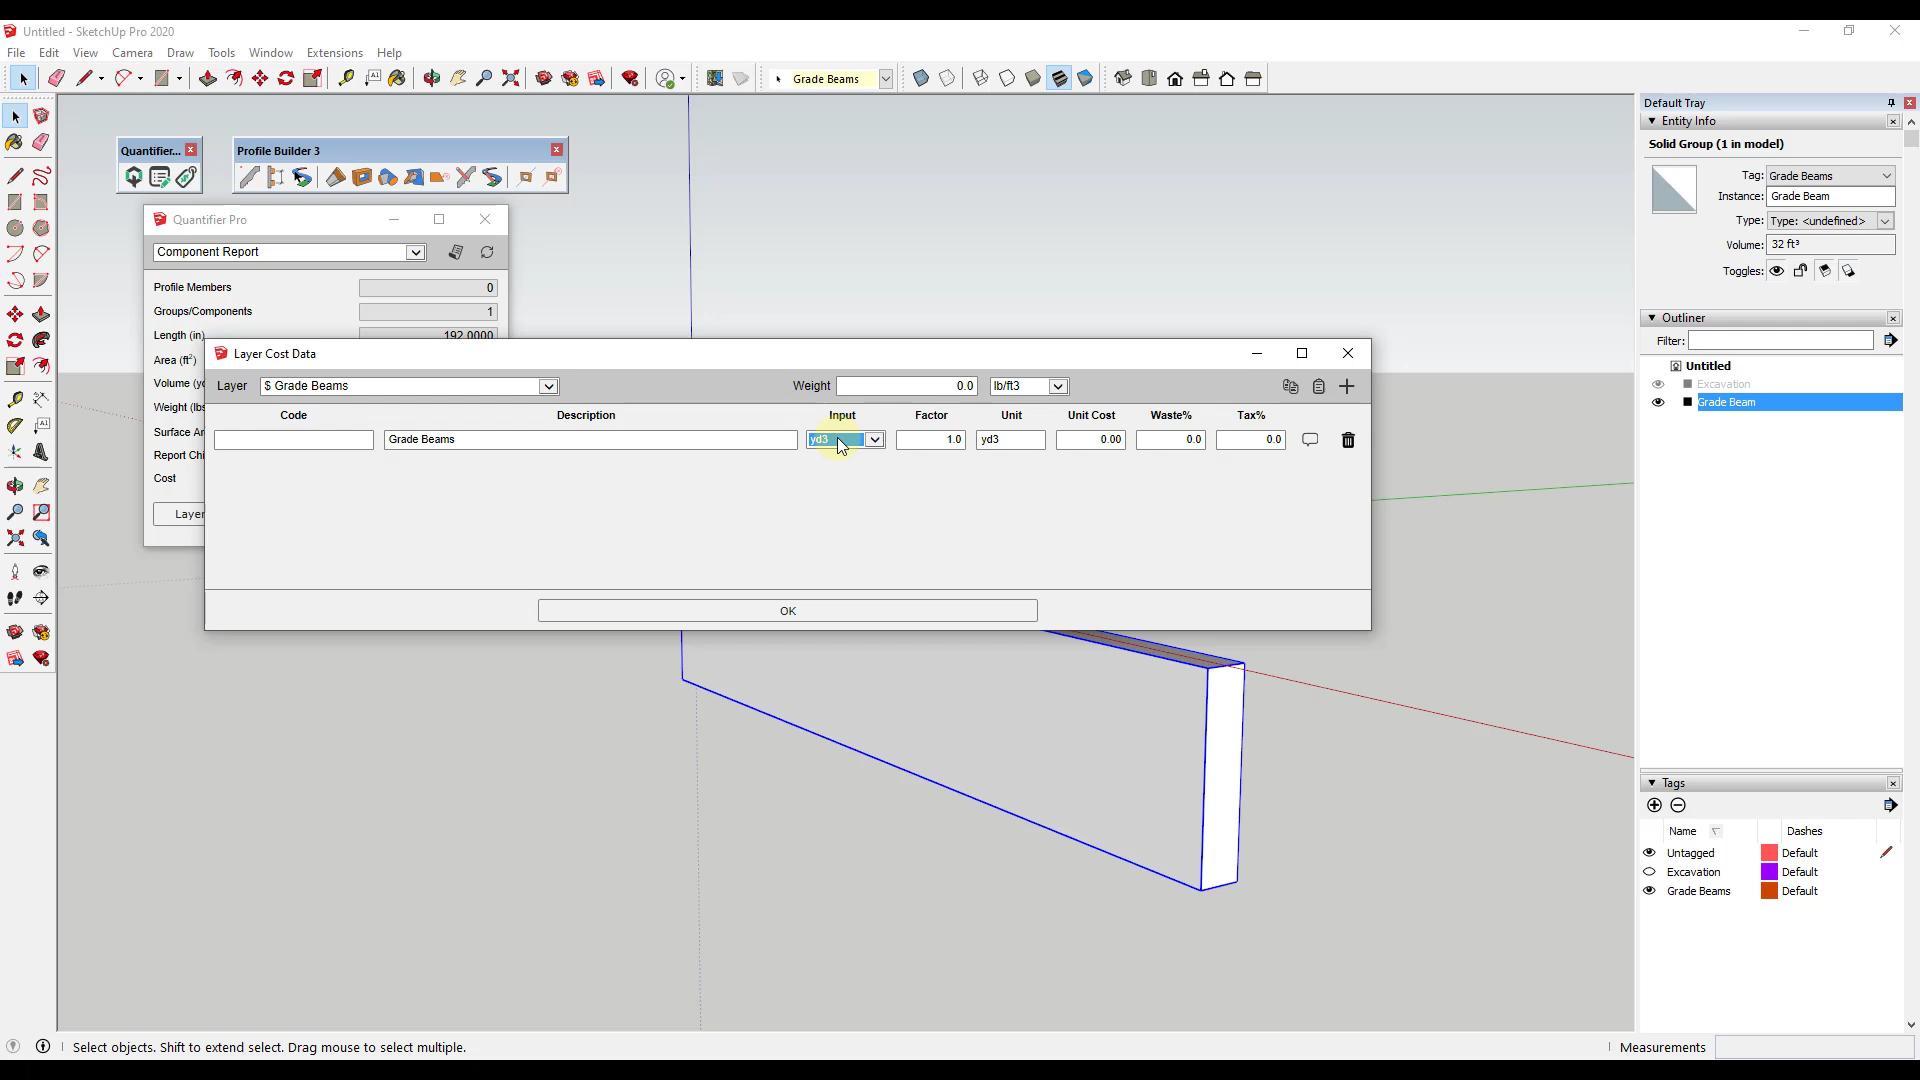 Untitled - SketchUp Pro 2020
File Edit View Camera Draw Tools Window Extensions Help
Grade Beams
Quantifier...
Profile Builder 3
Quantifier Pro
Component Report
Profile Members 0
Groups/Components 1
Length (in) 192.0000
Area (ft²)
Volume (yd
Weight (lbs
Surface Ar
Report Chi
Cost
Layer
Layer Cost Data
Layer $ Grade Beams Weight 0.0 lb/ft3
Code Description Input Factor Unit Unit Cost Waste% Tax%
Grade Beams yd3 1.0 yd3 0.00 0.0 0.0
OK
Default Tray
Entity Info
Solid Group (1 in model)
Tag: Grade Beams
Instance: Grade Beam
Type: Type: <undefined>
Volume: 32 ft³
Toggles:
Outliner
Filter:
Untitled
Excavation
Grade Beam
Tags
Name Dashes
Untagged Default
Excavation Default
Grade Beams Default
Select objects. Shift to extend select. Drag mouse to select multiple.
Measurements